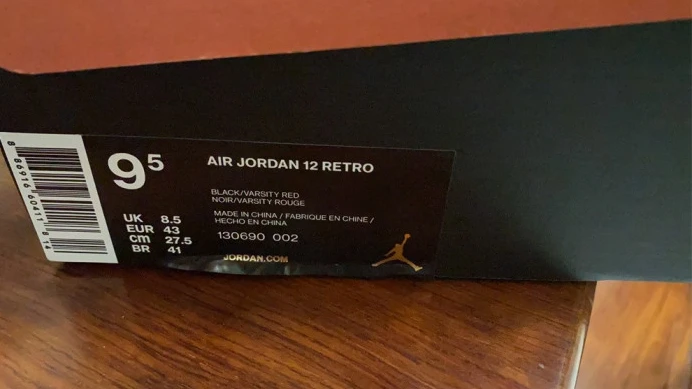 9⁵
AIR JORDAN 12 RETRO
BLACK/VARSITY RED
NOIR/VARSITY ROUGE
MADE IN CHINA / FABRIQUE EN CHINE /
HECHO EN CHINA
130690 002
UK 8.5
EUR 43
cm 27.5
BR 41
JORDAN.COM